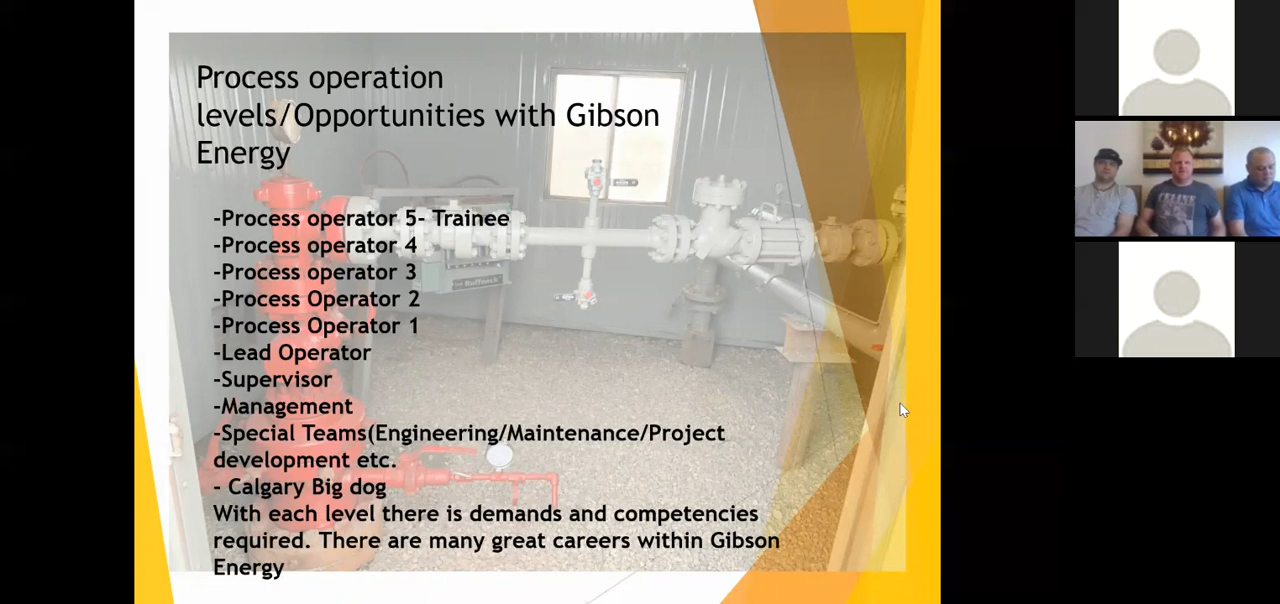 Process operation
levels/Opportunities with Gibson
Energy
-Process operator 5- Trainee
-Process operator 4
-Process operator 3
-Process Operator 2
-Process Operator 1
-Lead Operator
-Supervisor
-Management
-Special Teams(Engineering/Maintenance/Project
development etc.
- Calgary Big dog
With each level there is demands and competencies
required. There are many great careers within Gibson
Energy